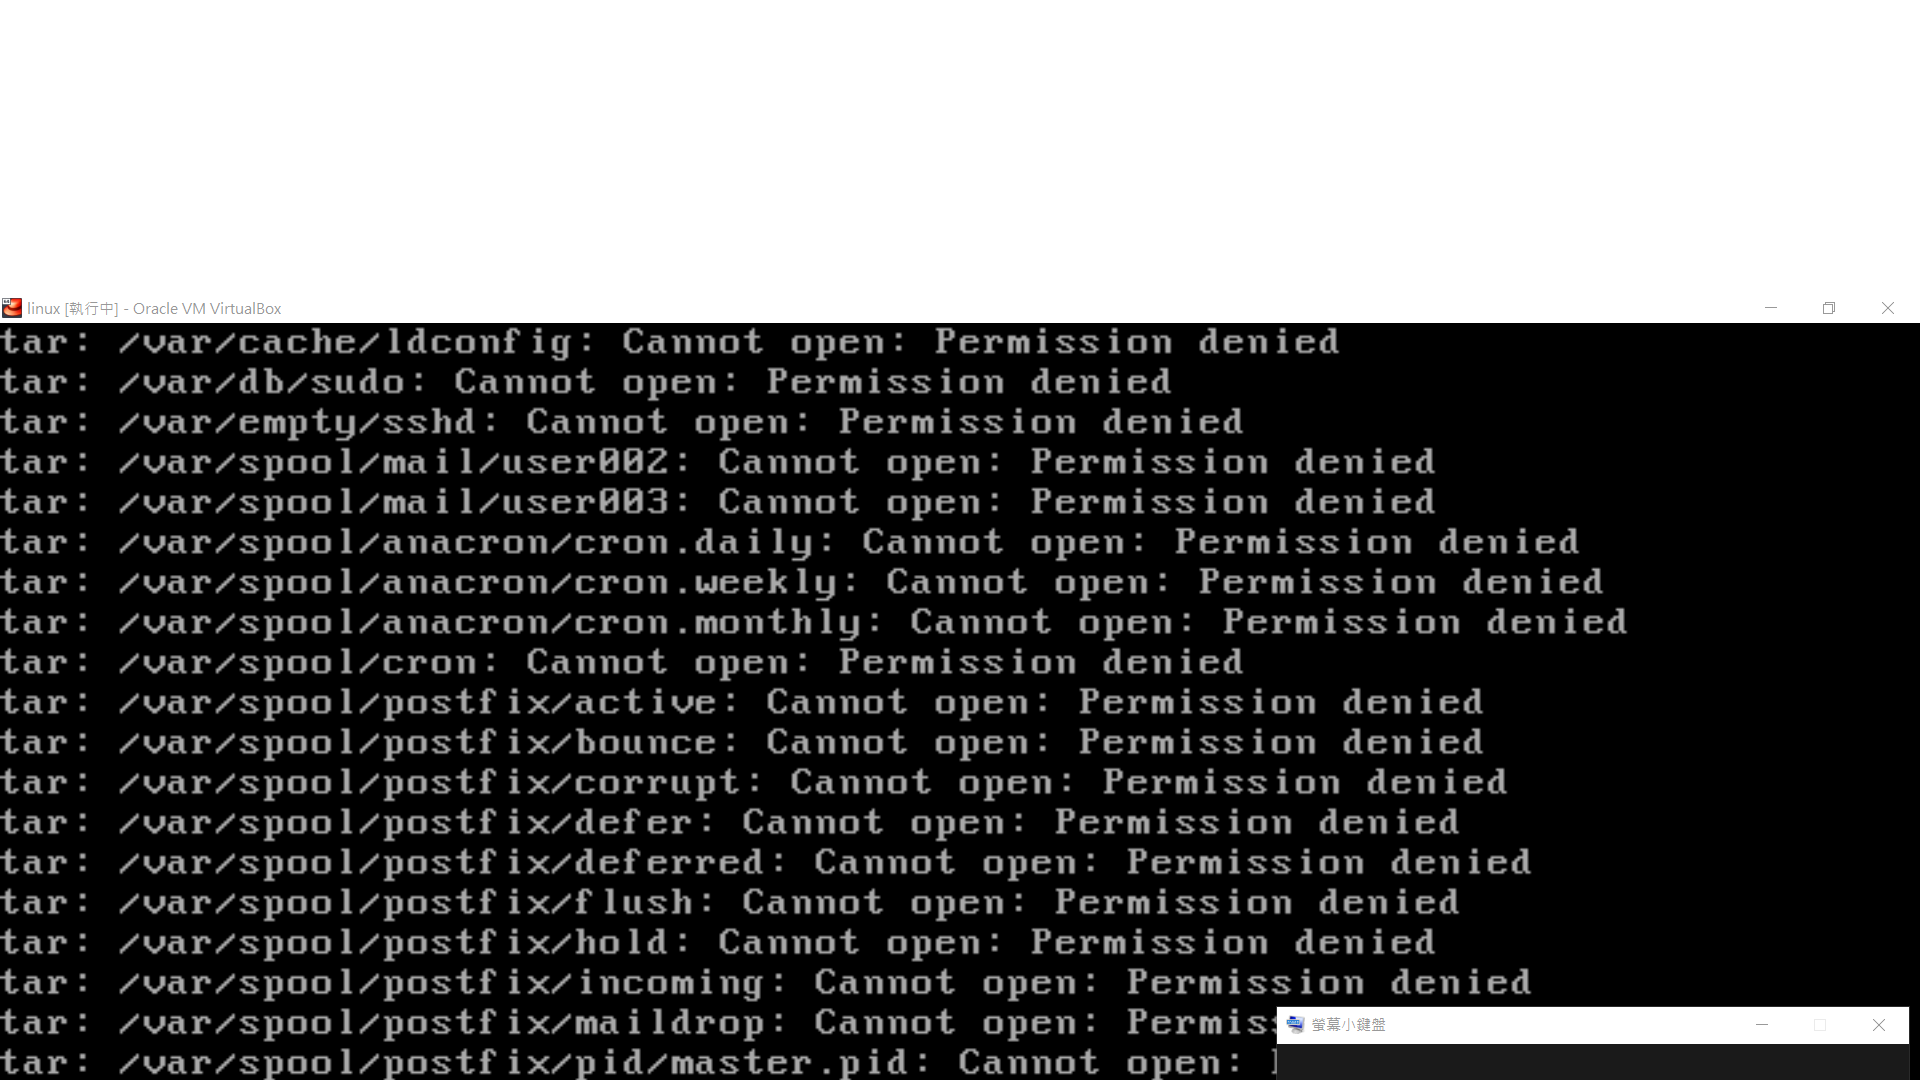 linux [執行中] - Oracle VM VirtualBox
tar: /var/cache/ldconfig: Cannot open: Permission denied
tar: /var/db/sudo: Cannot open: Permission denied
tar: /var/empty/sshd: Cannot open: Permission denied
tar: /var/spool/mail/user002: Cannot open: Permission denied
tar: /var/spool/mail/user003: Cannot open: Permission denied
tar: /var/spool/anacron/cron.daily: Cannot open: Permission denied
tar: /var/spool/anacron/cron.weekly: Cannot open: Permission denied
tar: /var/spool/anacron/cron.monthly: Cannot open: Permission denied
tar: /var/spool/cron: Cannot open: Permission denied
tar: /var/spool/postfix/active: Cannot open: Permission denied
tar: /var/spool/postfix/bounce: Cannot open: Permission denied
tar: /var/spool/postfix/corrupt: Cannot open: Permission denied
tar: /var/spool/postfix/defer: Cannot open: Permission denied
tar: /var/spool/postfix/deferred: Cannot open: Permission denied
tar: /var/spool/postfix/flush: Cannot open: Permission denied
tar: /var/spool/postfix/hold: Cannot open: Permission denied
tar: /var/spool/postfix/incoming: Cannot open: Permission denied
tar: /var/spool/postfix/maildrop: Cannot open: Permis
螢幕小鍵盤
tar: /var/spool/postfix/pid/master.pid: Cannot open: